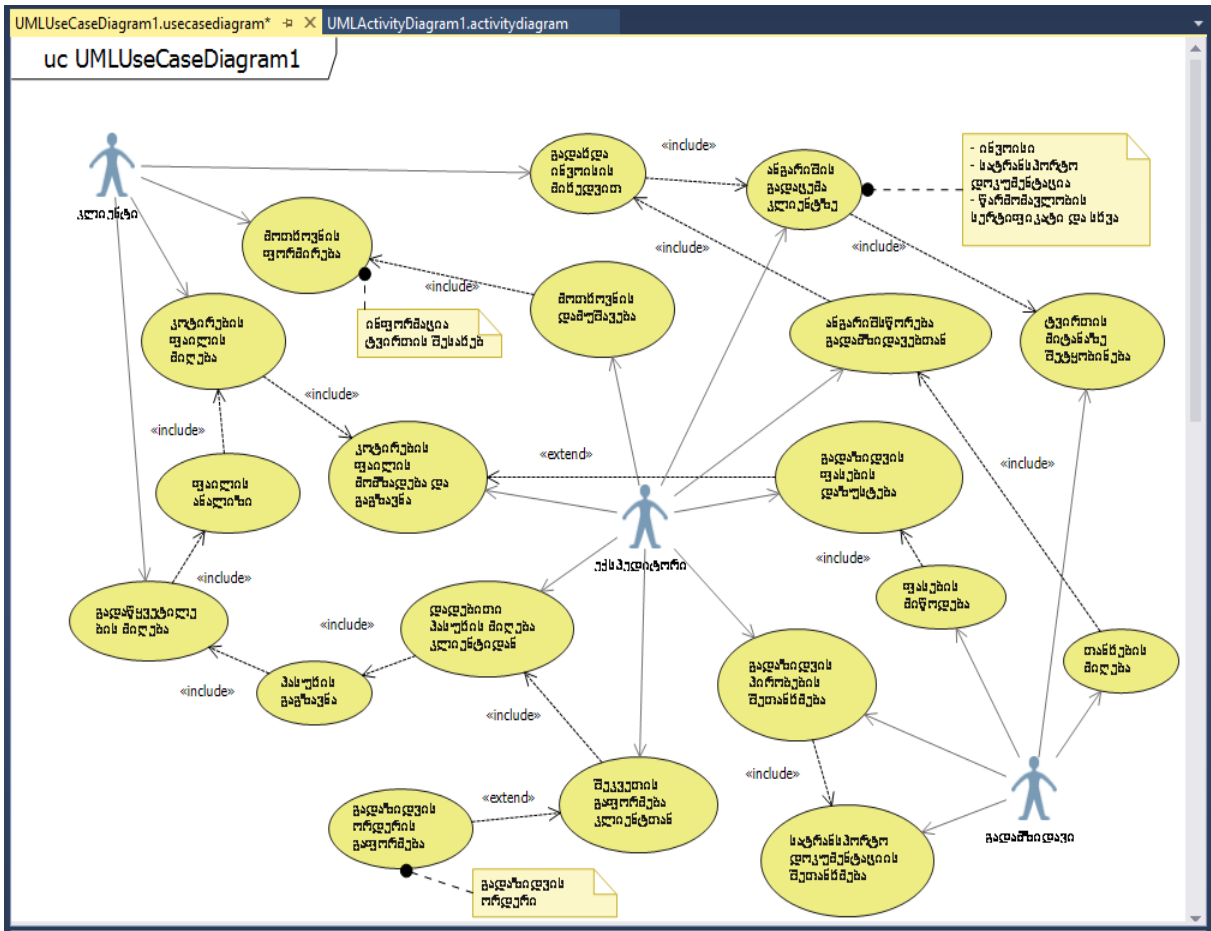 UMLUseCaseDiagram1.usecasediagram*
UMLActivityDiagram1.activitydiagram
uc UMLUseCaseDiagram1
კლიენტი
გადახდა
ინვოისის
მიხედვით
«include»
ანგარიშის
გადაცემა
კლიენტზე
- ინვოისი
- სატრანსპორტო
დოკუმენტაცია
- წარმომავლობის
სერტიფიკატი და სხვა
მოთხოვნის
ფორმირება
«include»
«include»
«include»
მოთხოვნის
დამუშავება
ინფორმაცია
ტვირთის შესახებ
კოტირების
ფაილის
მიღება
ანგარიშსწორება
გადამზიდავებთან
ტვირთის
მიტანაზე
შეტყობინება
«include»
«include»
კოტირების
ფაილის
მომზადება და
გაგზავნა
«extend»
გადაზიდვის
ფასების
დაზუსტება
«include»
ფაილის
ანალიზი
ექსპედიტორი
«include»
«include»
ფასების
მიწოდება
გადაწყვეტილე
ბის მიღება
«include»
დადებითი
პასუხის მიღება
კლიენტიდან
გადაზიდვის
პირობების
შეთანხმება
თანხების
მიღება
«include»
პასუხის
გაგზავნა
«include»
«include»
შეკვეთის
გაფორმება
კლიენტთან
«extend»
გადაზიდვის
ორდერის
გაფორმება
გადამზიდავი
სატრანსპორტო
დოკუმენტაციის
შეთანხმება
გადაზიდვის
ორდერი